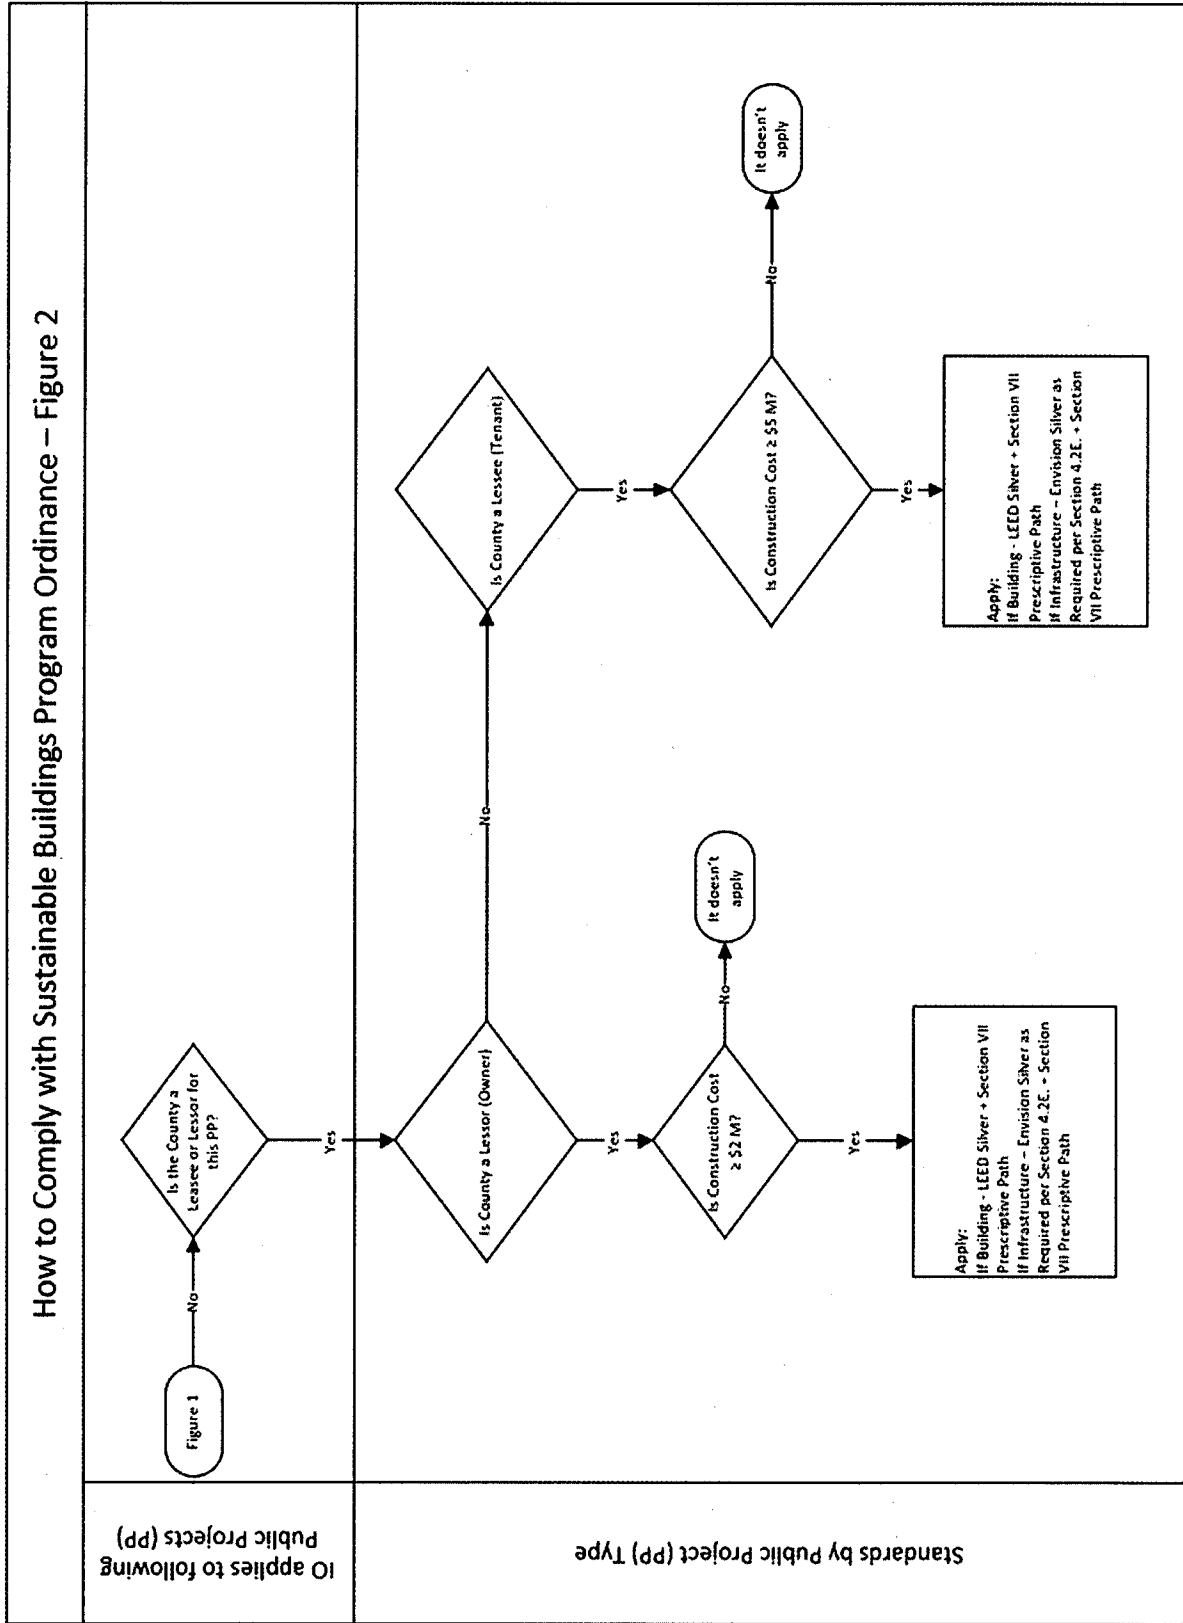 How to Comply with Sustainable Buildings Program Ordinance – Figure 2
IO applies to following
Public Projects (PP)
Figure 1
No
Is the County a
Leasee or Lessor for
this PP?
Yes
Standards by Public Project (PP) Type
Is County a Lessor (Owner)
No
Is County a Lessee (Tenant)
Yes
Is Construction Cost
≥ $2 M?
No
It doesn't
apply
Yes
Apply:
If Building - LEED Silver + Section VII
Prescriptive Path
If Infrastructure – Envision Silver as
Required per Section 4.2E. + Section
VII Prescriptive Path
Yes
Is Construction Cost ≥ $5 M?
No
It doesn't
apply
Yes
Apply:
If Building - LEED Silver + Section VII
Prescriptive Path
If Infrastructure – Envision Silver as
Required per Section 4.2E. + Section
VII Prescriptive Path